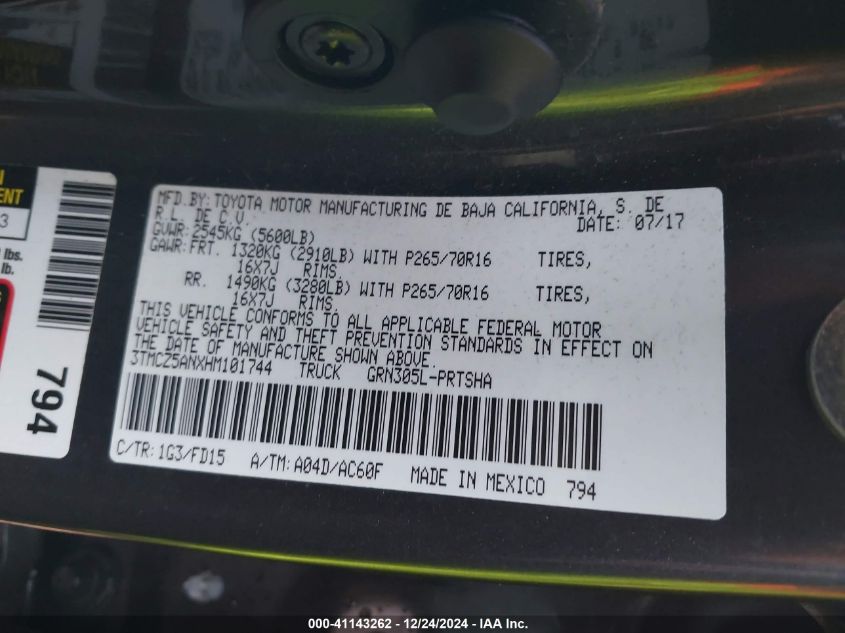 MFD.BY: TOYOTA MOTOR MANUFACTURING DE BAJA CALIFORNIA, S. DE
R.L. DE C.V. DATE: 07/17
GVWR: 2545KG (5600LB)
GAWR: FRT. 1320KG (2910LB) WITH P265/70R16 TIRES,
16X7J RIMS,
RR. 1490KG (3280LB) WITH P265/70R16 TIRES,
16X7J RIMS,
THIS VEHICLE CONFORMS TO ALL APPLICABLE FEDERAL MOTOR
VEHICLE SAFETY AND THEFT PREVENTION STANDARDS IN EFFECT ON
THE DATE OF MANUFACTURE SHOWN ABOVE.
3TMCZ5ANXHM101744 TRUCK GRN305L-PRTSHA
C/TR: 1G3/FD15 A/TM: A04D/AC60F MADE IN MEXICO 794
N
ENT
3
lbs.
lb.
794
000-41143262 - 12/24/2024 - IAA Inc.